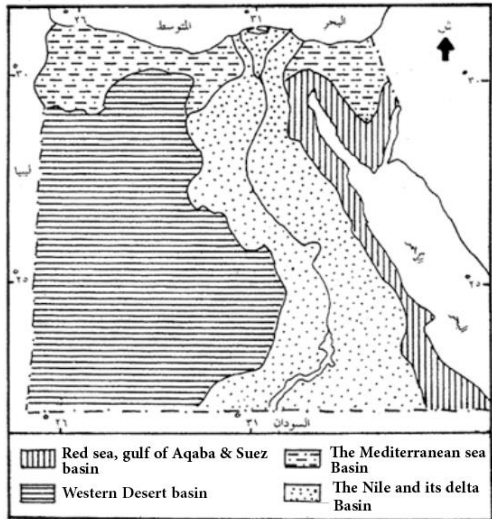 °٢٦
المتوسط
°٣١
البحر
ش
°٣٠
°٣٠
ليبيا
°٢٥
°٢٥
°٢٦
°٣١
السودان
Red sea, gulf of Aqaba & Suez
basin
The Mediterranean sea
Basin
Western Desert basin
The Nile and its delta
Basin